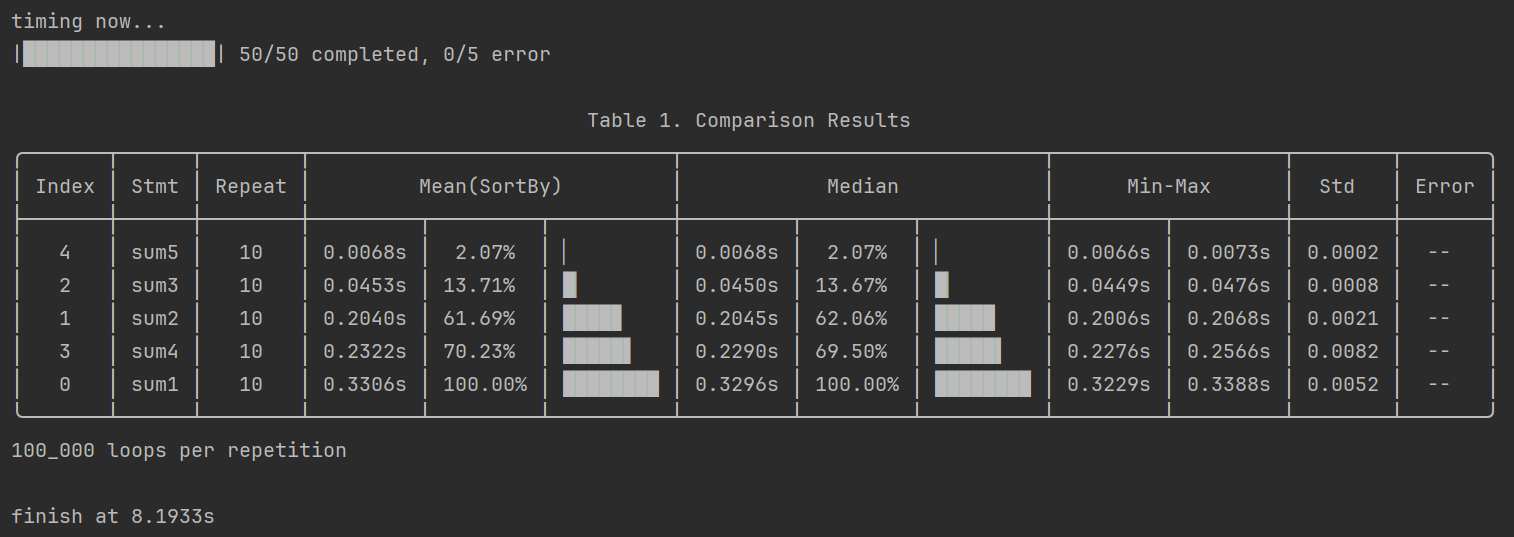 timing now...
50/50 completed, 0/5 error
Table 1. Comparison Results
Index Stmt Repeat Mean(SortBy) Median Min-Max Std Error
4 sum5 10 0.0068s 2.07% 0.0068s 2.07% 0.0066s 0.0073s 0.0002 --
2 sum3 10 0.0453s 13.71% 0.0450s 13.67% 0.0449s 0.0476s 0.0008 --
1 sum2 10 0.2040s 61.69% 0.2045s 62.06% 0.2006s 0.2068s 0.0021 --
3 sum4 10 0.2322s 70.23% 0.2290s 69.50% 0.2276s 0.2566s 0.0082 --
0 sum1 10 0.3306s 100.00% 0.3296s 100.00% 0.3229s 0.3388s 0.0052 --
100_000 loops per repetition
finish at 8.1933s